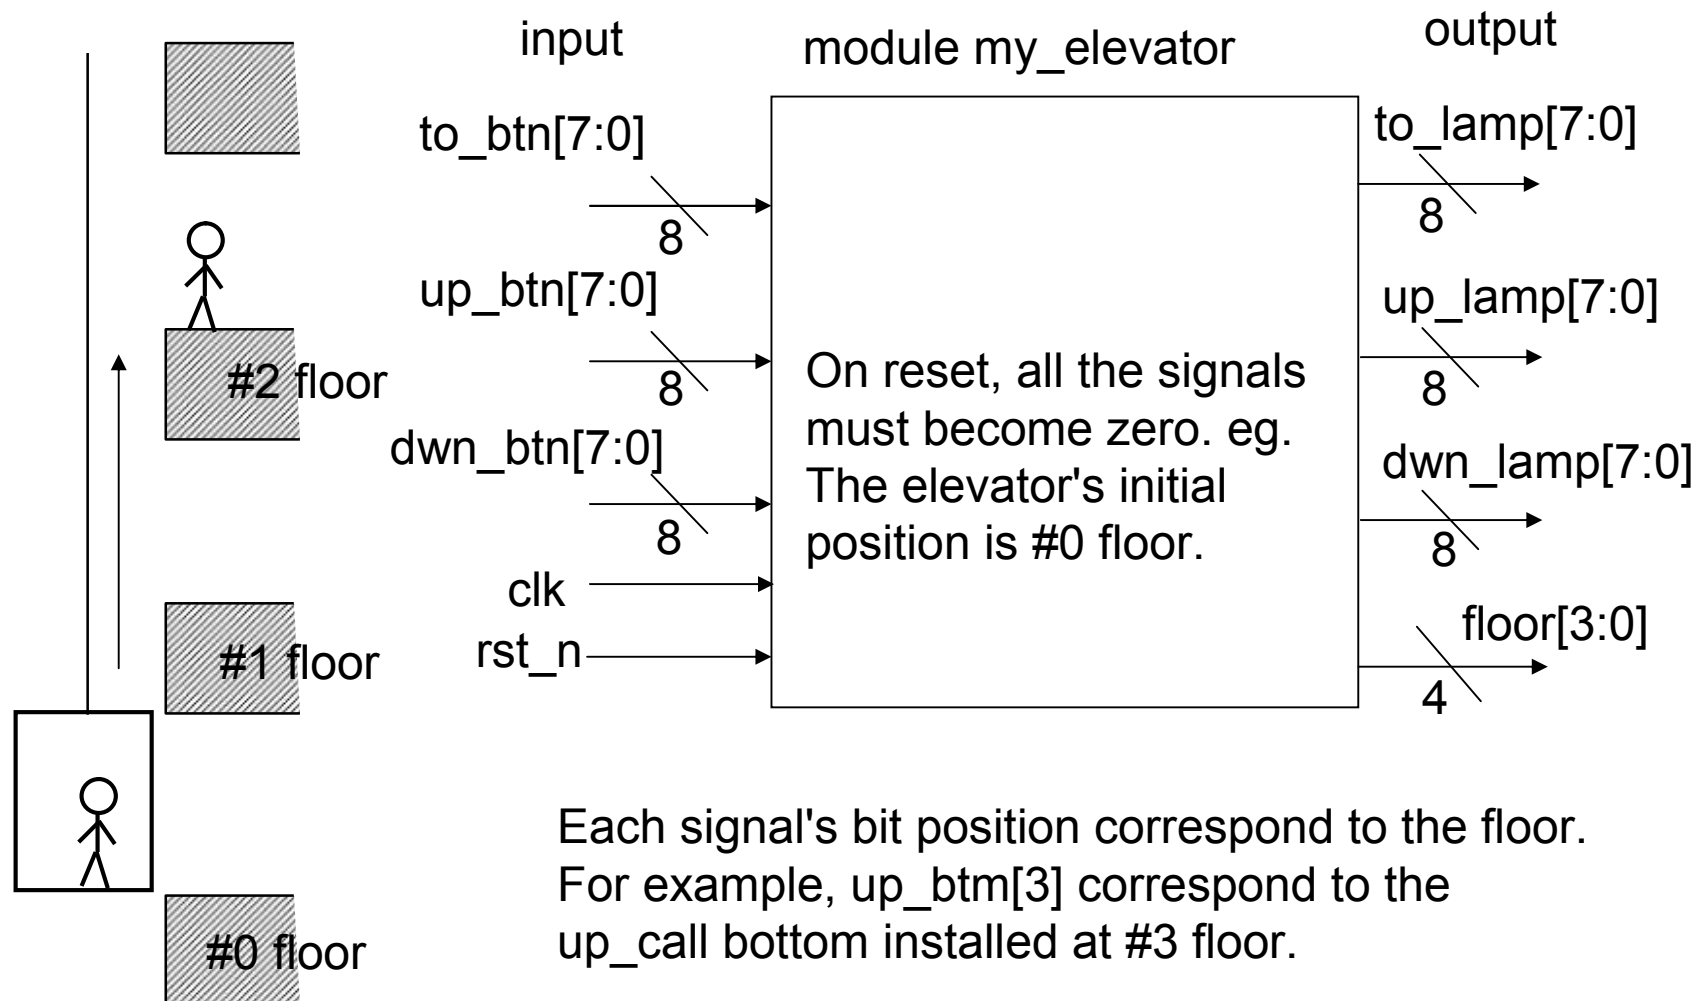 input
module my_elevator
output
to_btn[7:0]
8
up_btn[7:0]
8
dwn_btn[7:0]
8
clk
rst_n
On reset, all the signals
must become zero. eg.
The elevator's initial
position is #0 floor.
to_lamp[7:0]
8
up_lamp[7:0]
8
dwn_lamp[7:0]
8
floor[3:0]
4
#2 floor
#1 floor
#0 floor
Each signal's bit position correspond to the floor.
For example, up_btm[3] correspond to the
up_call bottom installed at #3 floor.